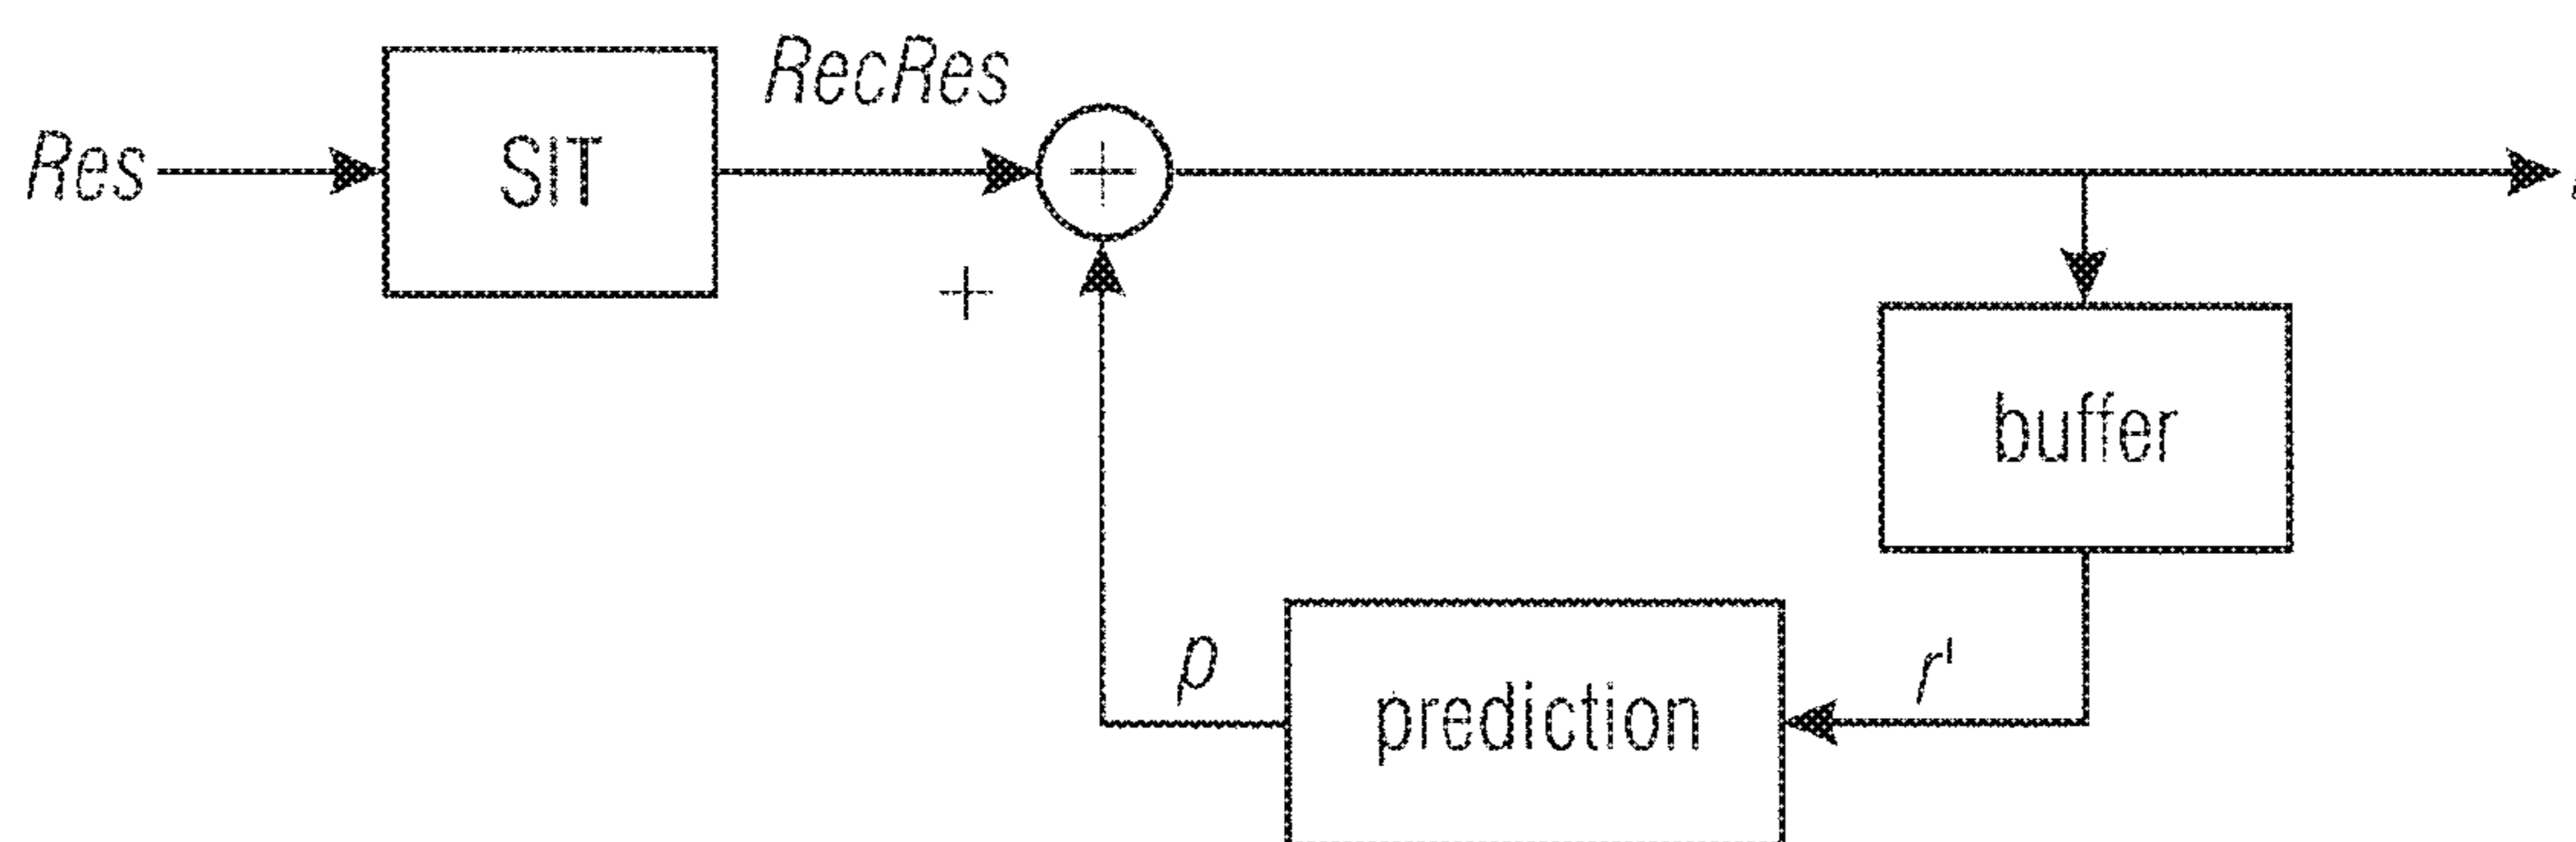 Res
SIT
RecRes
+
+
buffer
p
prediction
r'